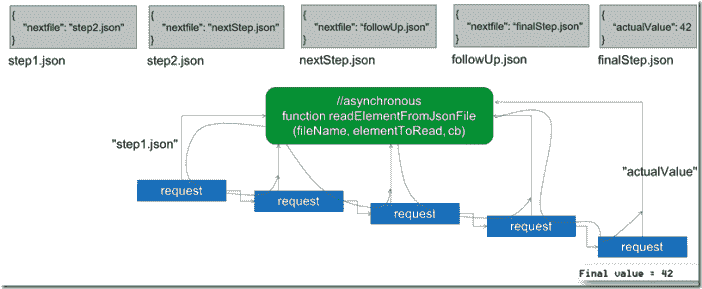 {
"nextfile": "step2.json"
}
step1.json
{
"nextfile": "nextStep.json"
}
step2.json
{
"nextfile": "followUp.json"
}
nextStep.json
{
"nextfile": "finalStep.json"
}
followUp.json
{
"actualValue": 42
}
finalStep.json
//asynchronous
function readElementFromJsonFile
(fileName, elementToRead, cb)
"step1.json"
"actualValue"
request
request
request
request
request
Final value = 42